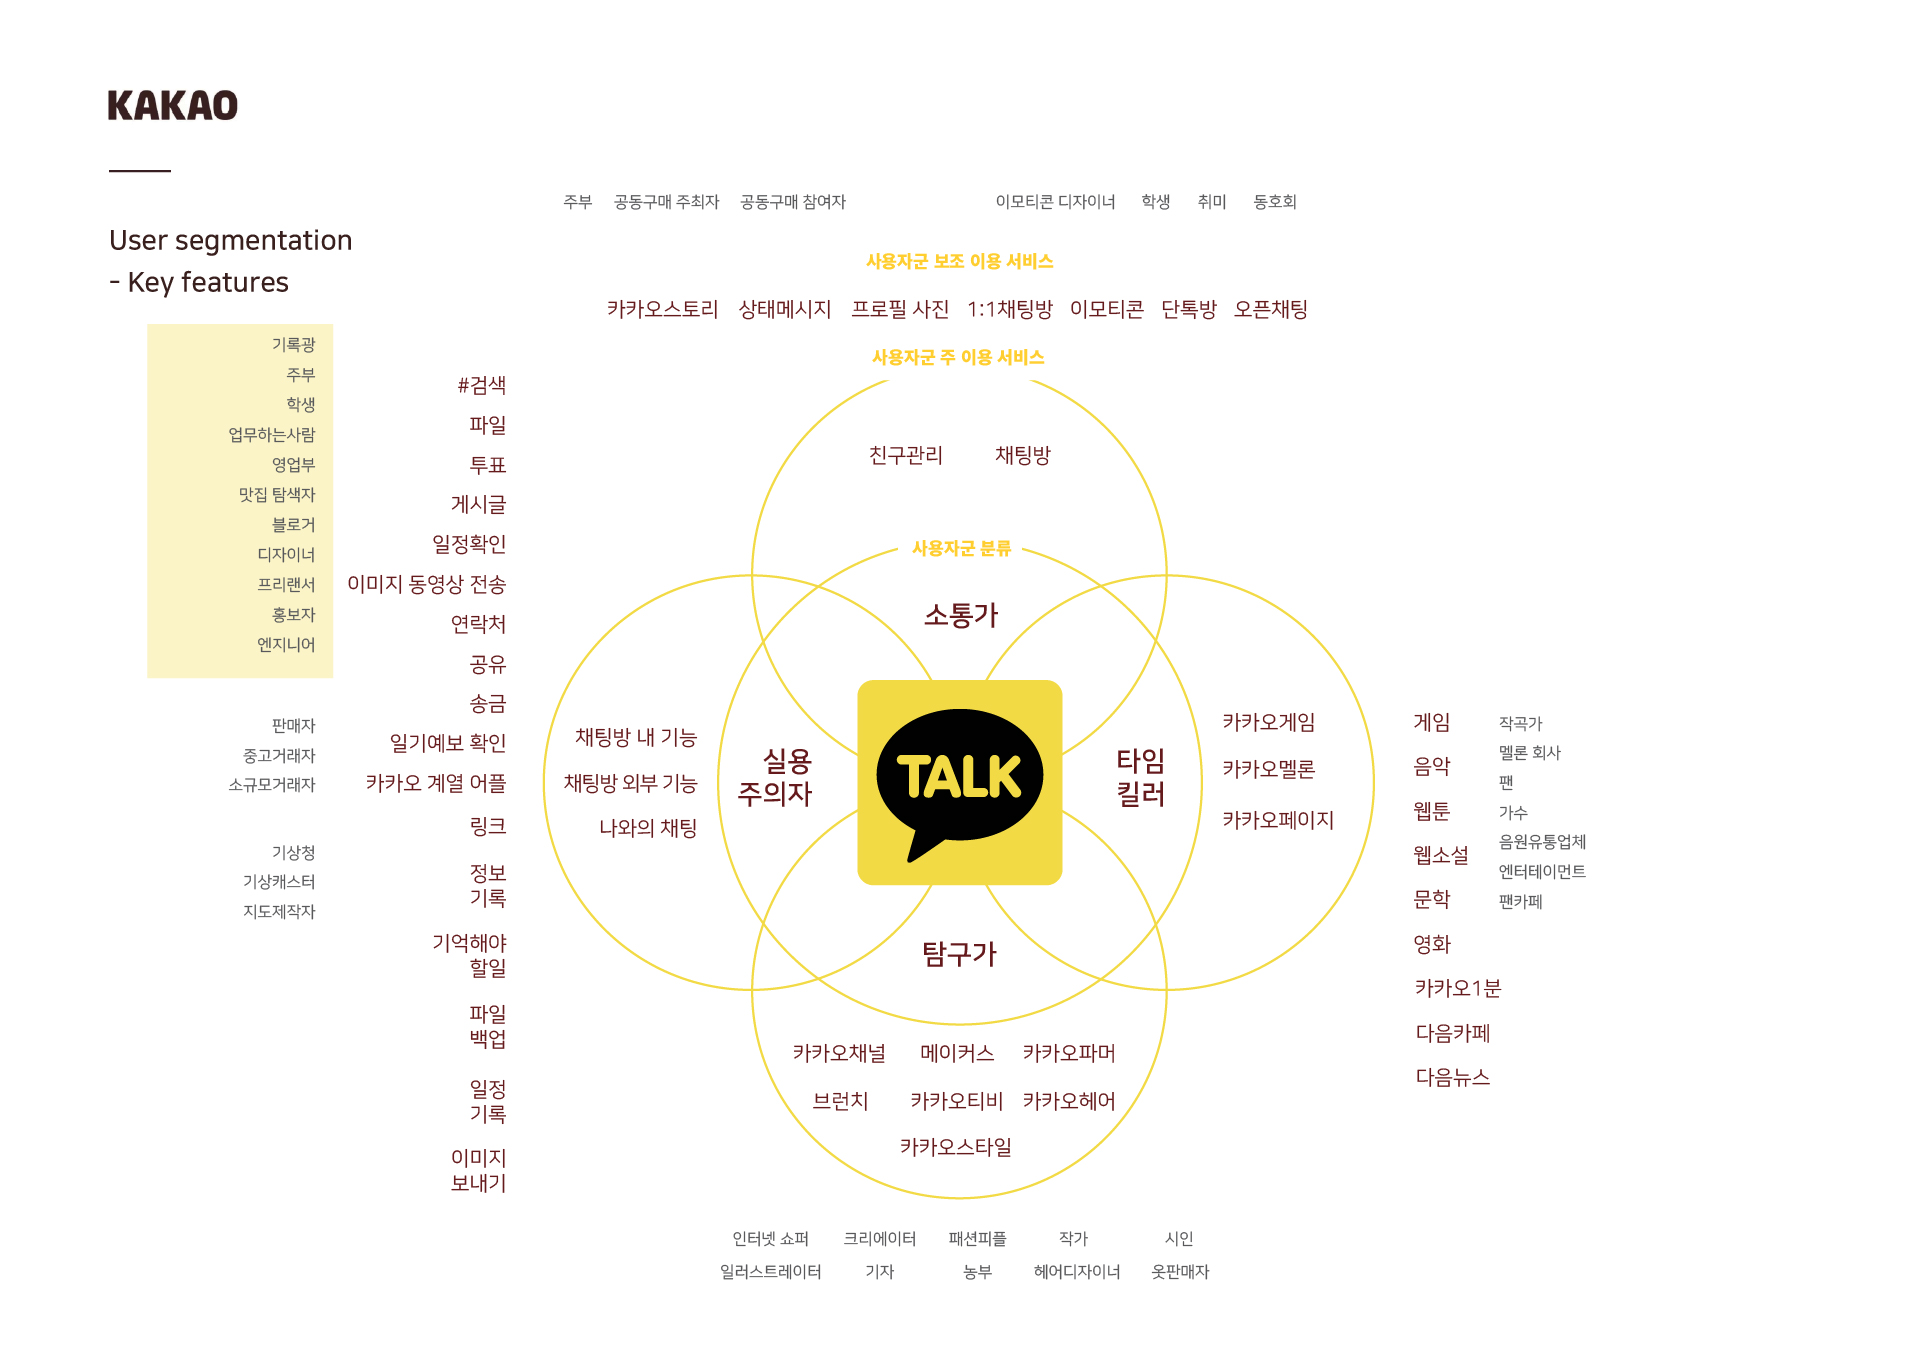 KAKAO
User segmentation
- Key features
주부 공동구매 주최자 공동구매 참여자 이모티콘 디자이너 학생 취미 동호회
사용자군 보조 이용 서비스
카카오스토리 상태메시지 프로필 사진 1:1채팅방 이모티콘 단톡방 오픈채팅
사용자군 주 이용 서비스
친구관리 채팅방
사용자군 분류
소통가
기록광
주부
학생
업무하는사람
영업부
맛집 탐색자
블로거
디자이너
프리랜서
홍보자
엔지니어
판매자
중고거래자
소규모거래자
기상청
기상캐스터
지도제작자
#검색
파일
투표
게시글
일정확인
이미지 동영상 전송
연락처
공유
송금
일기예보 확인
카카오 계열 어플
링크
정보
기록
기억해야
할일
파일
백업
일정
기록
이미지
보내기
채팅방 내 기능
채팅방 외부 기능
나와의 채팅
실용
주의자
TALK
타임
킬러
카카오게임
카카오멜론
카카오페이지
게임
음악
웹툰
웹소설
문학
영화
카카오1분
다음카페
다음뉴스
작곡가
멜론 회사
팬
가수
음원유통업체
엔터테이먼트
팬카페
탐구가
카카오채널 메이커스 카카오파머
브런치 카카오티비 카카오헤어
카카오스타일
인터넷 쇼퍼 크리에이터 패션피플 작가 시인
일러스트레이터 기자 농부 헤어디자이너 옷판매자